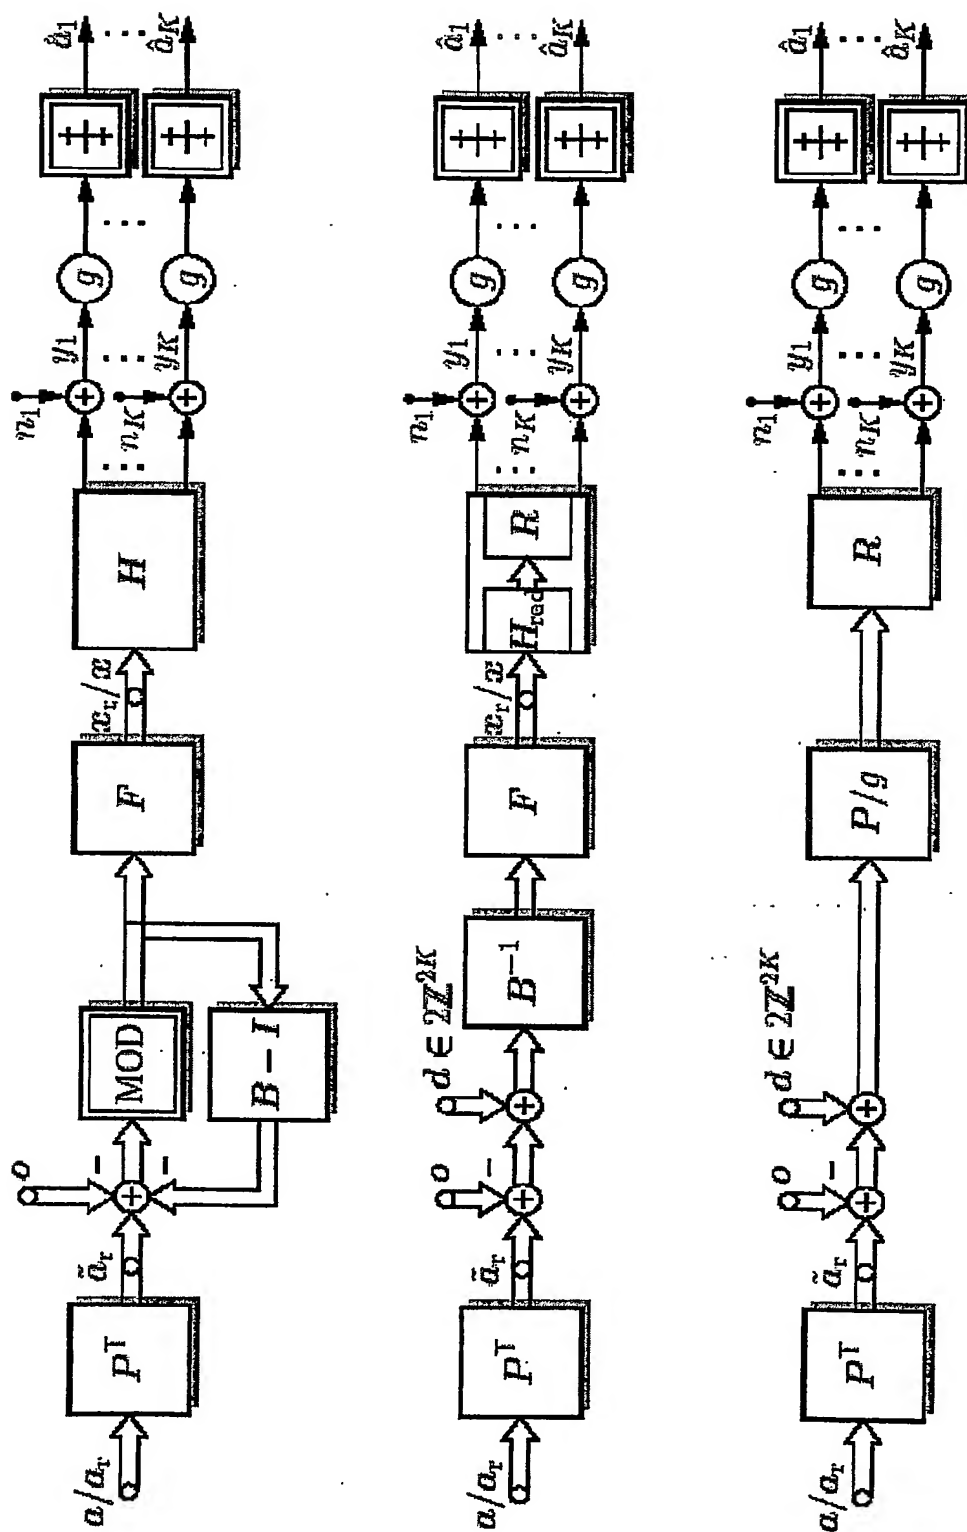 a/a_r
P^T
ã_r
o
−
−
MOD
B − I
F
x_r/x
H
n_1
n_K
y_1
y_K
g
g
â_1
â_K
a/a_r
P^T
ã_r
o
−
d ∈ 2ℤ^{2K}
B^{−1}
F
x_r/x
H_red
R
n_1
n_K
y_1
y_K
g
g
â_1
â_K
a/a_r
P^T
ã_r
o
−
d ∈ 2ℤ^{2K}
P/g
R
n_1
n_K
y_1
y_K
g
g
â_1
â_K